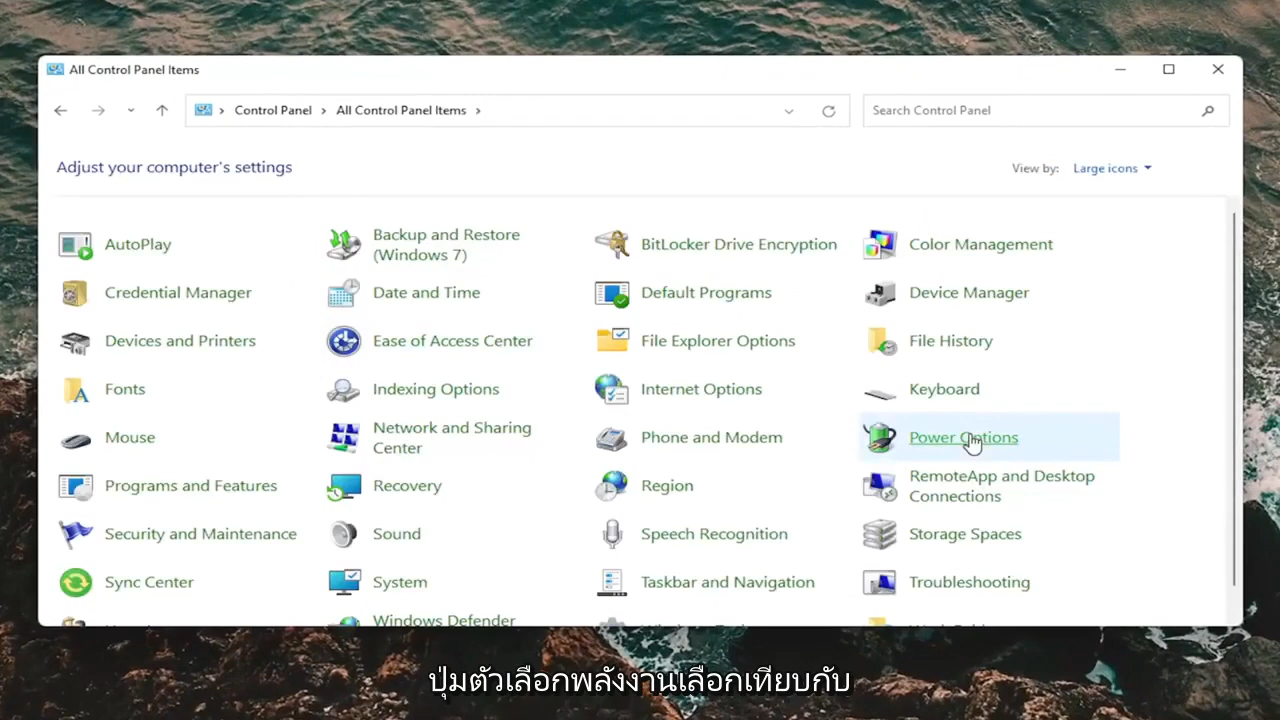 All Control Panel Items
Control Panel
All Control Panel Items
Search Control Panel
Adjust your computer's settings
View by: Large icons
AutoPlay
Backup and Restore
(Windows 7)
BitLocker Drive Encryption
Color Management
Credential Manager
Date and Time
Default Programs
Device Manager
Devices and Printers
Ease of Access Center
File Explorer Options
File History
Fonts
Indexing Options
Internet Options
Keyboard
Mouse
Network and Sharing
Center
Phone and Modem
Power Options
Programs and Features
Recovery
Region
RemoteApp and Desktop
Connections
Security and Maintenance
Sound
Speech Recognition
Storage Spaces
Sync Center
System
Taskbar and Navigation
Troubleshooting
Windows Defender
ปุ่มตัวเลือกพลังงานเลือกเทียบกับ